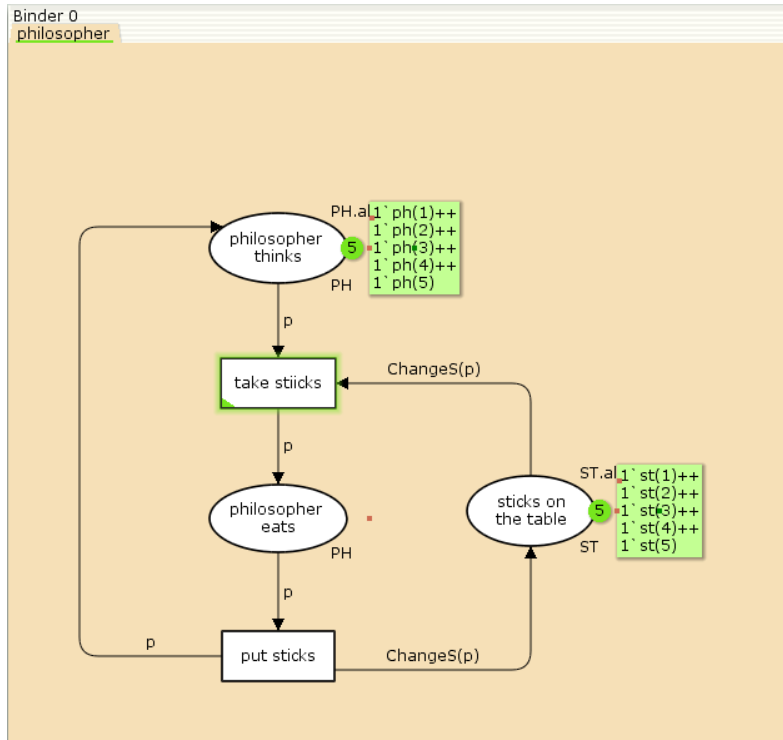 Binder 0
philosopher
PH.al
1`ph(1)++
1`ph(2)++
1`ph(3)++
1`ph(4)++
1`ph(5)
philosopher
thinks
5
PH
p
take stiicks
ChangeS(p)
p
ST.al
1`st(1)++
1`st(2)++
1`st(3)++
1`st(4)++
1`st(5)
sticks on
the table
5
ST
philosopher
eats
PH
p
p
put sticks
ChangeS(p)